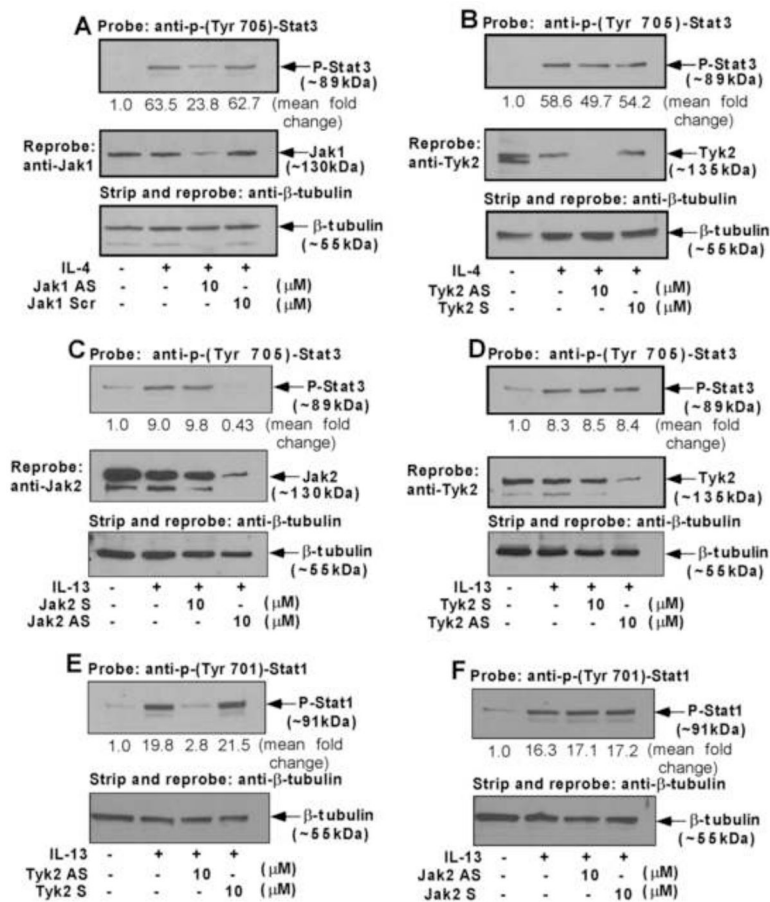 A Probe: anti-p-(Tyr 705)-Stat3
P-Stat3
(~89kDa)
1.0 63.5 23.8 62.7 (mean fold change)
Reprobe: anti-Jak1
Jak1
(~130kDa)
Strip and reprobe: anti-β-tubulin
β-tubulin
(~55kDa)
IL-4 - + + +
Jak1 AS - - 10 - (μM)
Jak1 Scr - - - 10 (μM)
B Probe: anti-p-(Tyr 705)-Stat3
P-Stat3
(~89kDa)
1.0 58.6 49.7 54.2 (mean fold change)
Reprobe: anti-Tyk2
Tyk2
(~135kDa)
Strip and reprobe: anti-β-tubulin
β-tubulin
(~55kDa)
IL-4 - + + +
Tyk2 AS - - 10 - (μM)
Tyk2 S - - - 10 (μM)
C Probe: anti-p-(Tyr 705)-Stat3
P-Stat3
(~89kDa)
1.0 9.0 9.8 0.43 (mean fold change)
Reprobe: anti-Jak2
Jak2
(~130kDa)
Strip and reprobe: anti-β-tubulin
β-tubulin
(~55kDa)
IL-13 - + + +
Jak2 S - - 10 - (μM)
Jak2 AS - - - 10 (μM)
D Probe: anti-p-(Tyr 705)-Stat3
P-Stat3
(~89kDa)
1.0 8.3 8.5 8.4 (mean fold change)
Reprobe: anti-Tyk2
Tyk2
(~135kDa)
Strip and reprobe: anti-β-tubulin
β-tubulin
(~55kDa)
IL-13 - + + +
Tyk2 S - - 10 - (μM)
Tyk2 AS - - - 10 (μM)
E Probe: anti-p-(Tyr 701)-Stat1
P-Stat1
(~91kDa)
1.0 19.8 2.8 21.5 (mean fold change)
Strip and reprobe: anti-β-tubulin
β-tubulin
(~55kDa)
IL-13 - + + +
Tyk2 AS - - 10 - (μM)
Tyk2 S - - - 10 (μM)
F Probe: anti-p-(Tyr 701)-Stat1
P-Stat1
(~91kDa)
1.0 16.3 17.1 17.2 (mean fold change)
Strip and reprobe: anti-β-tubulin
β-tubulin
(~55kDa)
IL-13 - + + +
Jak2 AS - - 10 - (μM)
Jak2 S - - - 10 (μM)